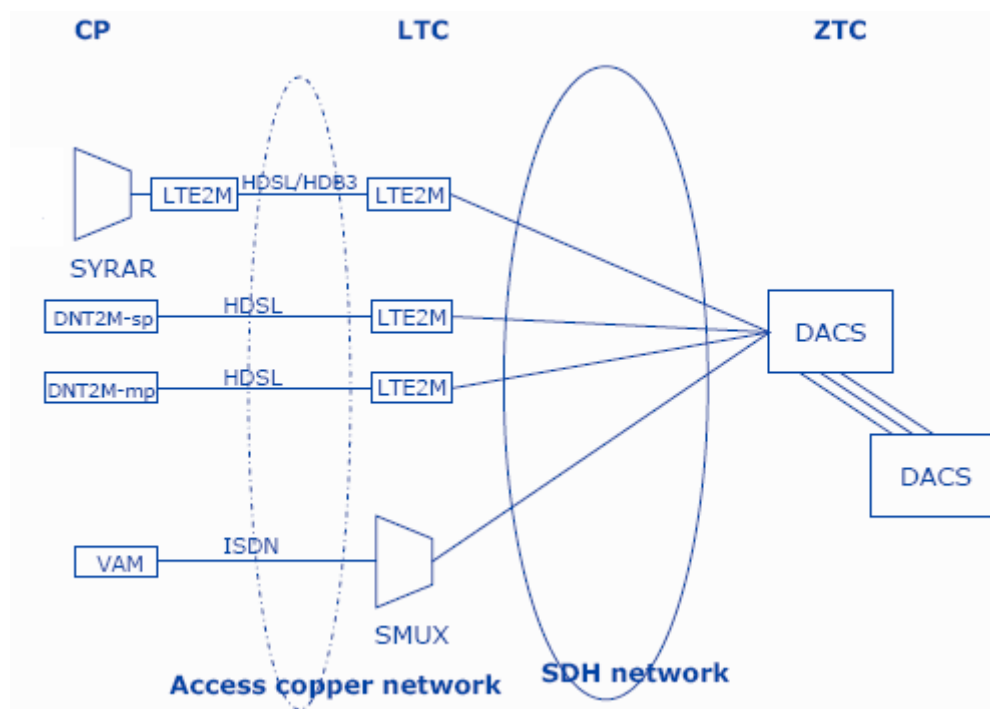 CP LTC ZTC
HDSL/HDB3
LTE2M LTE2M
SYRAR
HDSL
DNT2M-sp LTE2M
DACS
HDSL
DNT2M-mp LTE2M
DACS
ISDN
VAM
SMUX
SDH network
Access copper network